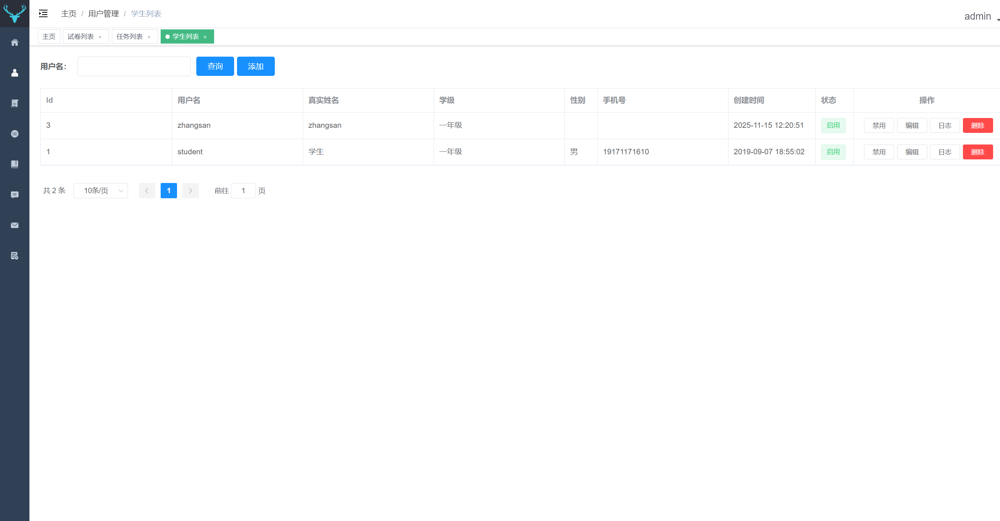 主页 / 用户管理 / 学生列表
admin
主页 试卷列表 × 任务列表 × 学生列表 ×
用户名: 查询 添加
Id 用户名 真实姓名 学级 性别 手机号 创建时间 状态 操作
3 zhangsan zhangsan 一年级 2025-11-15 12:20:51 启用 禁用 编辑 日志 删除
1 student 学生 一年级 男 19171171610 2019-09-07 18:55:02 启用 禁用 编辑 日志 删除
共 2 条 10条/页 1 前往 1 页